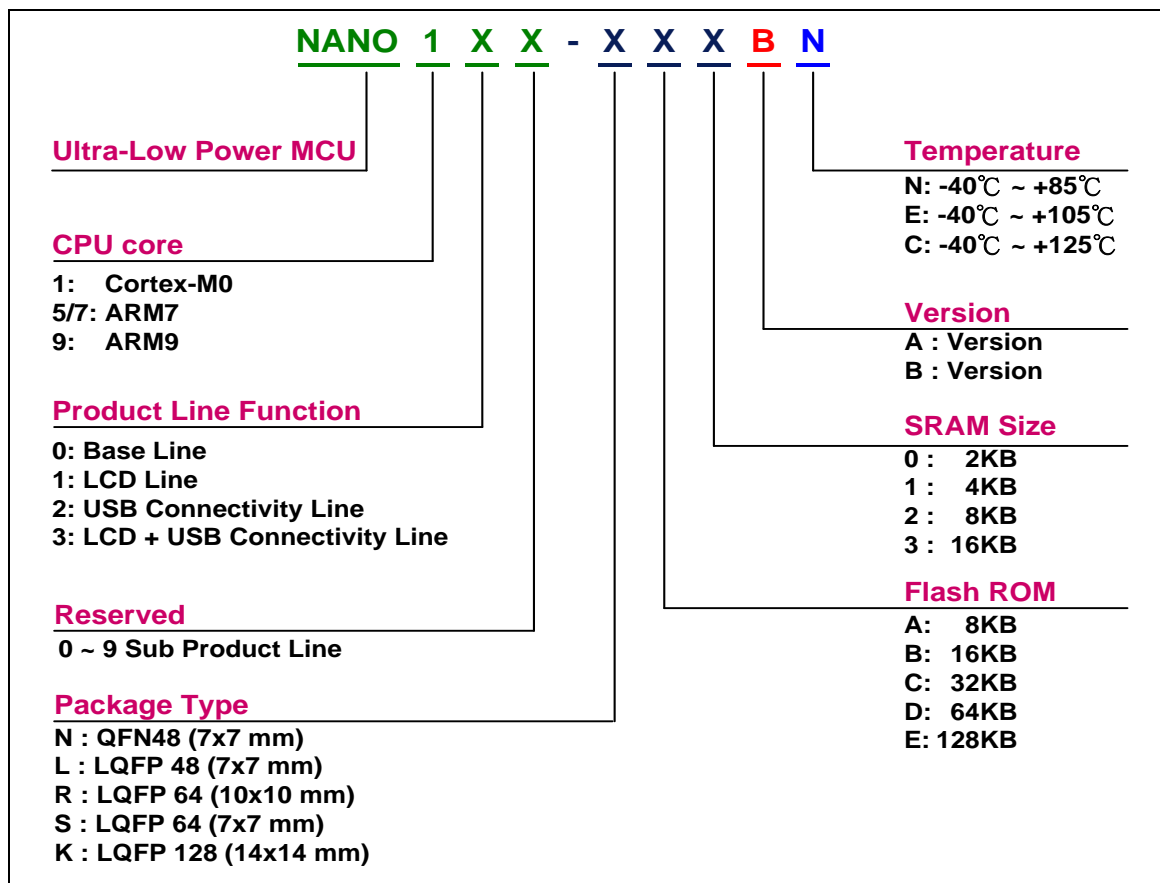 NANO 1 X X - X X X B N
Ultra-Low Power MCU
CPU core
1: Cortex-M0
5/7: ARM7
9: ARM9
Product Line Function
0: Base Line
1: LCD Line
2: USB Connectivity Line
3: LCD + USB Connectivity Line
Reserved
0 ~ 9 Sub Product Line
Package Type
N : QFN48 (7x7 mm)
L : LQFP 48 (7x7 mm)
R : LQFP 64 (10x10 mm)
S : LQFP 64 (7x7 mm)
K : LQFP 128 (14x14 mm)
Temperature
N: -40℃ ~ +85℃
E: -40℃ ~ +105℃
C: -40℃ ~ +125℃
Version
A : Version
B : Version
SRAM Size
0 : 2KB
1 : 4KB
2 : 8KB
3 : 16KB
Flash ROM
A: 8KB
B: 16KB
C: 32KB
D: 64KB
E: 128KB